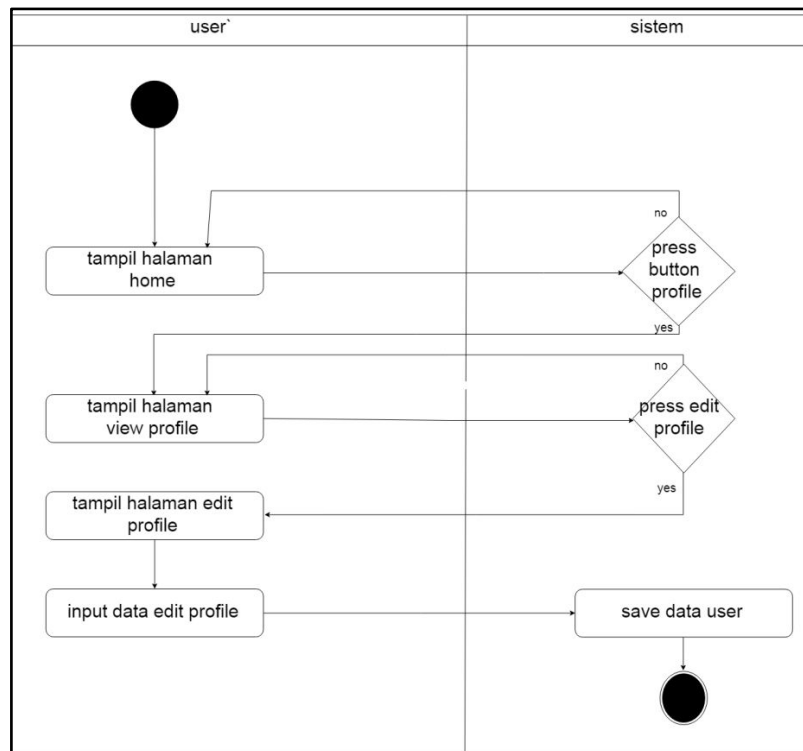 user`
sistem
no
tampil halaman
home
press
button
profile
yes
no
tampil halaman
view profile
press edit
profile
yes
tampil halaman edit
profile
input data edit profile
save data user